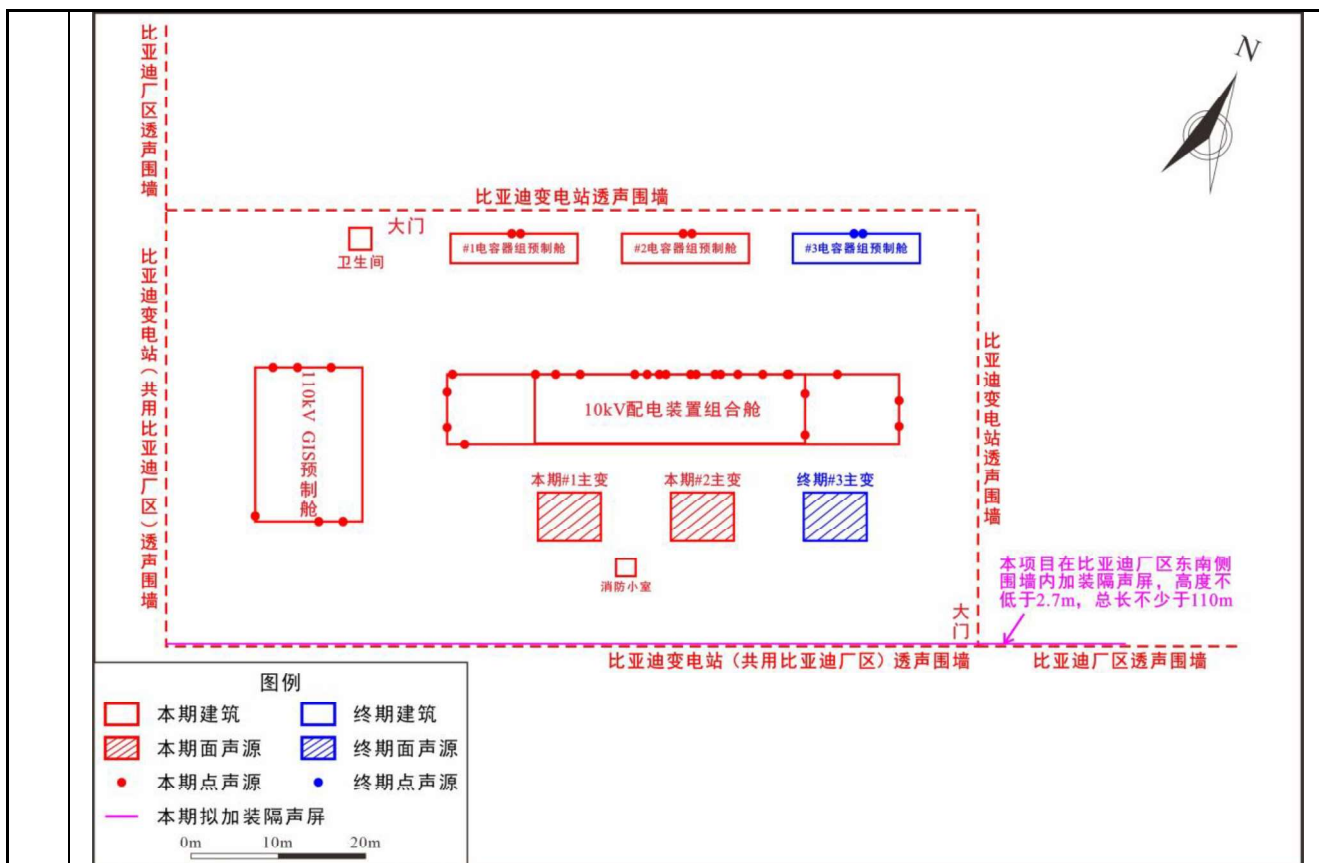 比亚迪厂区透声围墙
N
比亚迪变电站透声围墙
大门
卫生间
#1电容器组预制舱
#2电容器组预制舱
#3电容器组预制舱
比亚迪变电站（共用比亚迪厂区）透声围墙
110kV GIS预制舱
10kV配电装置组合舱
比亚迪变电站透声围墙
本期#1主变
本期#2主变
终期#3主变
消防小室
本项目在比亚迪厂区东南侧
围墙内加装隔声屏，高度不
低于2.7m，总长不少于110m
大门
比亚迪变电站（共用比亚迪厂区）透声围墙
比亚迪厂区透声围墙
图例
本期建筑
终期建筑
本期面声源
终期面声源
本期点声源
终期点声源
本期拟加装隔声屏
0m 10m 20m